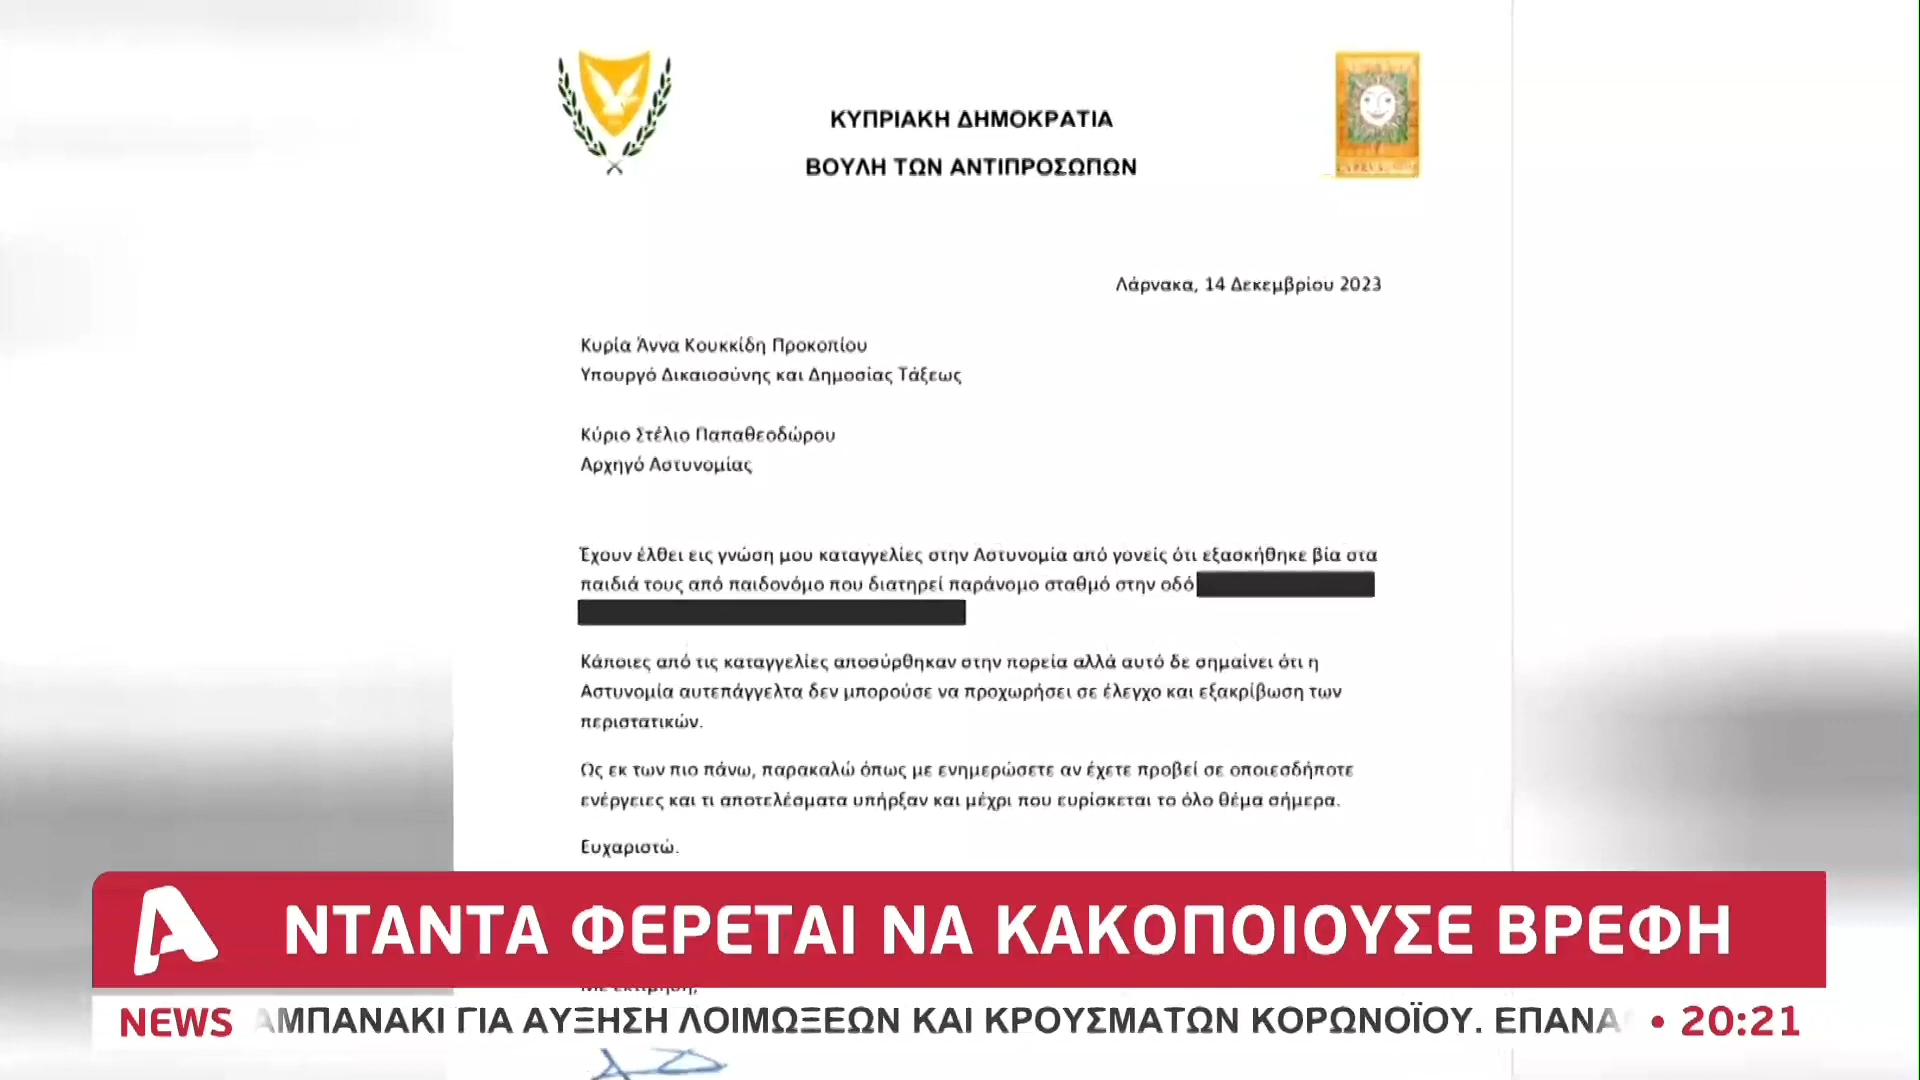 ΚΥΠΡΙΑΚΗ ΔΗΜΟΚΡΑΤΙΑ
ΒΟΥΛΗ ΤΩΝ ΑΝΤΙΠΡΟΣΩΠΩΝ
Λάρνακα, 14 Δεκεμβρίου 2023
Κυρία Άννα Κουκκίδη Προκοπίου
Υπουργό Δικαιοσύνης και Δημοσίας Τάξεως
Κύριο Στέλιο Παπαθεοδώρου
Αρχηγό Αστυνομίας
Έχουν έλθει εις γνώση μου καταγγελίες στην Αστυνομία από γονείς ότι εξασκήθηκε βία στα
παιδιά τους από παιδονόμο που διατηρεί παράνομο σταθμό στην οδό
Κάποιες από τις καταγγελίες αποσύρθηκαν στην πορεία αλλά αυτό δε σημαίνει ότι η
Αστυνομία αυτεπάγγελτα δεν μπορούσε να προχωρήσει σε έλεγχο και εξακρίβωση των
περιστατικών.
Ως εκ των πιο πάνω, παρακαλώ όπως με ενημερώσετε αν έχετε προβεί σε οποιεσδήποτε
ενέργειες και τι αποτελέσματα υπήρξαν και μέχρι που ευρίσκεται το όλο θέμα σήμερα.
Ευχαριστώ.
ΝΤΑΝΤΑ ΦΕΡΕΤΑΙ ΝΑ ΚΑΚΟΠΟΙΟΥΣΕ ΒΡΕΦΗ
NEWS ΑΜΠΑΝΑΚΙ ΓΙΑ ΑΥΞΗΣΗ ΛΟΙΜΩΞΕΩΝ ΚΑΙ ΚΡΟΥΣΜΑΤΩΝ ΚΟΡΩΝΟΪΟΥ. ΕΠΑΝΑ • 20:21